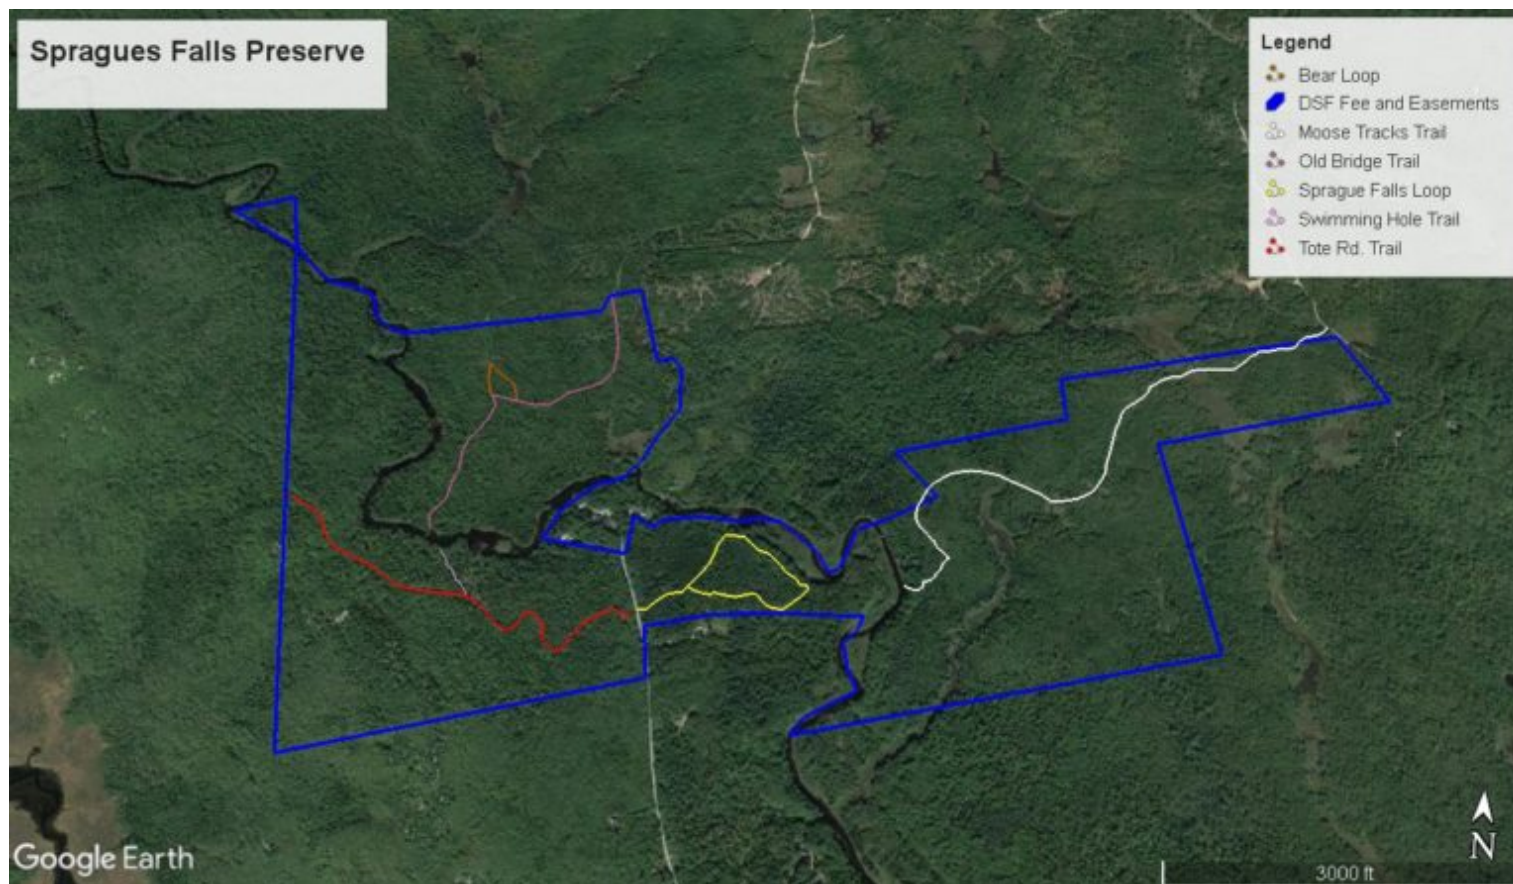 Spragues Falls Preserve
Legend
Bear Loop
DSF Fee and Easements
Moose Tracks Trail
Old Bridge Trail
Sprague Falls Loop
Swimming Hole Trail
Tote Rd. Trail
N
Google Earth
3000 ft